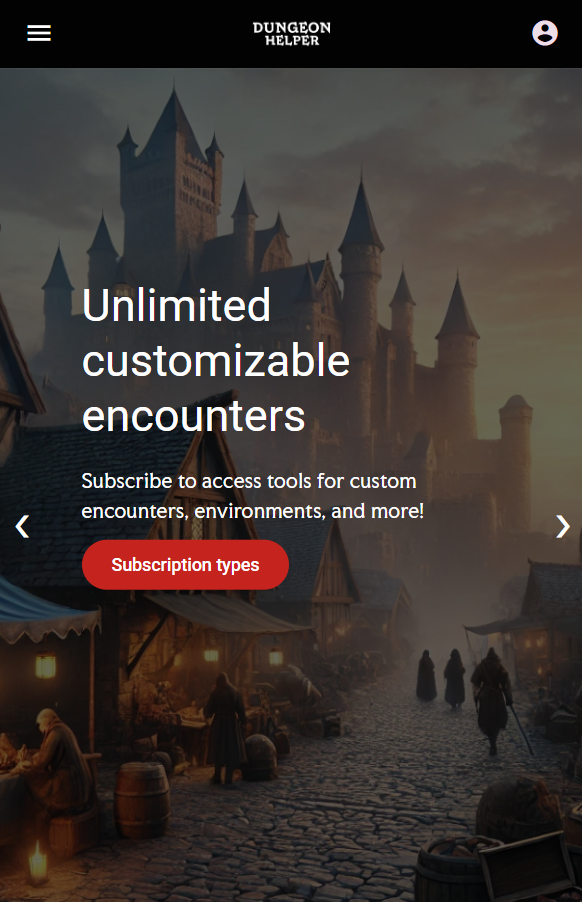 DUNGEON
HELPER
Unlimited
customizable
encounters
Subscribe to access tools for custom
encounters, environments, and more!
Subscription types